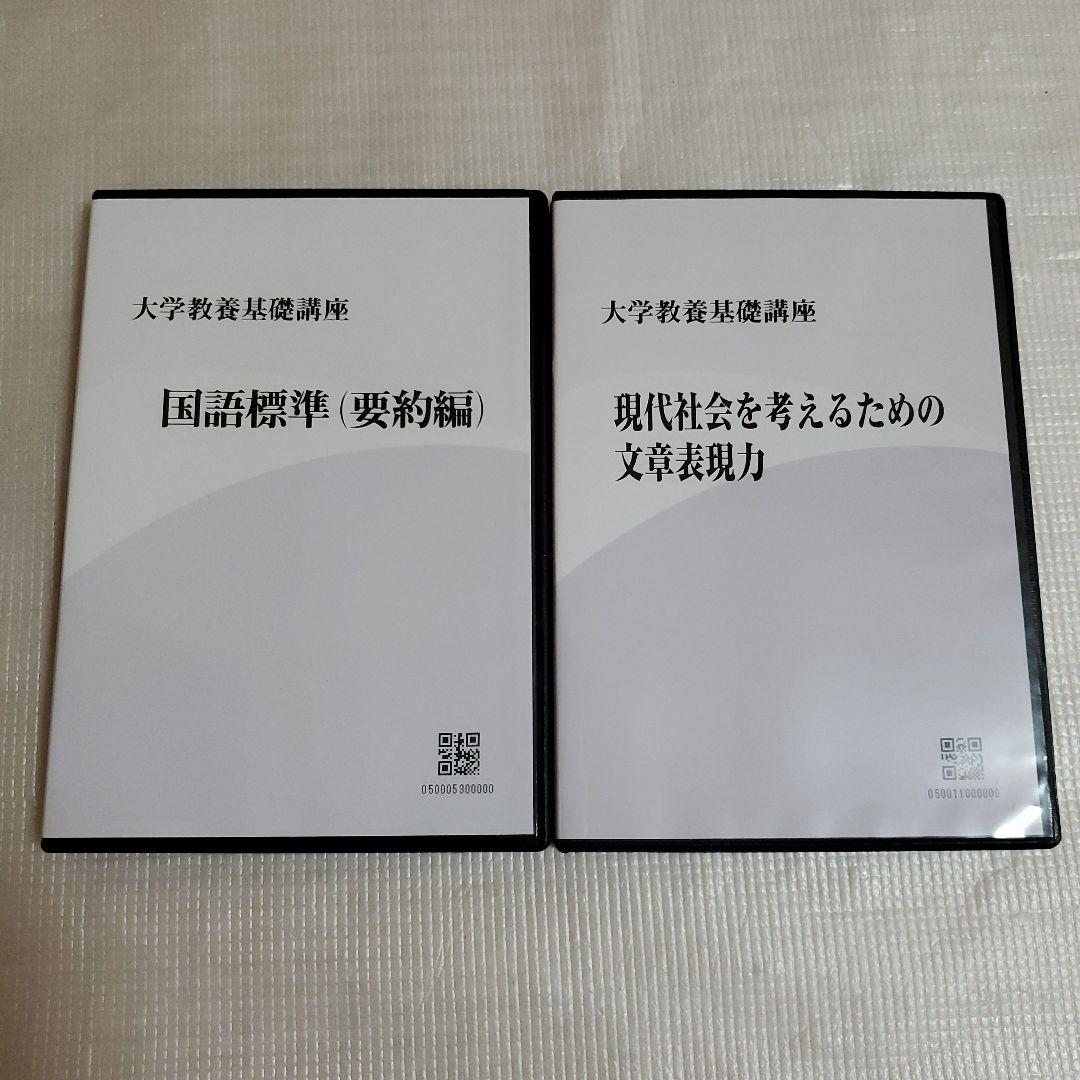 大学教養基礎講座
国語標準(要約編)
050005300000
大学教養基礎講座
現代社会を考えるための
文章表現力
050011000000